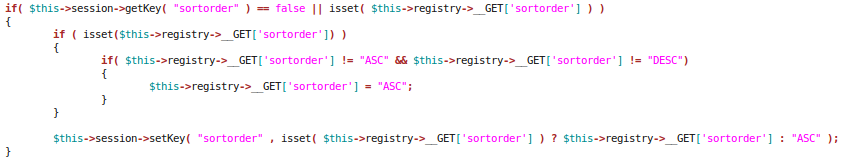 if( $this->session->getKey( "sortorder" ) == false || isset( $this->registry->__GET['sortorder'] ) )
{
if ( isset($this->registry->__GET['sortorder']) )
{
if( $this->registry->__GET['sortorder'] != "ASC" && $this->registry->__GET['sortorder'] != "DESC")
{
$this->registry->__GET['sortorder'] = "ASC";
}
}
$this->session->setKey( "sortorder" , isset( $this->registry->__GET['sortorder'] ) ? $this->registry->__GET['sortorder'] : "ASC" );
}